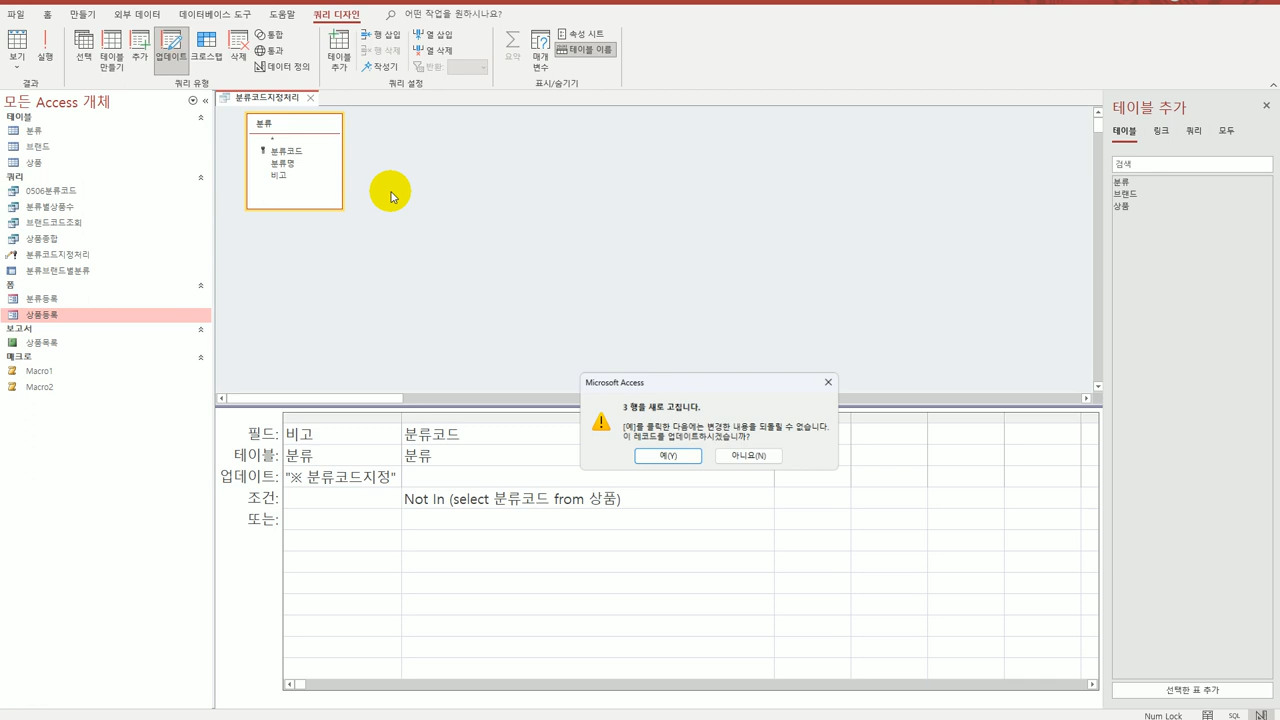 파일 홈 만들기 외부 데이터 데이터베이스 도구 도움말 쿼리 디자인 어떤 작업을 원하시나요?
보기
실행
선택
테이블
만들기
추가
업데이트
크로스탭
삭제
통합
통과
데이터 정의
테이블
추가
행 삽입
행 삭제
작성기
열 삽입
열 삭제
반환:
요약
매개
변수
속성 시트
테이블 이름
결과
쿼리 유형
쿼리 설정
표시/숨기기
모든 Access 개체
테이블
분류
브랜드
상품
쿼리
0506분류코드
분류별상품수
브랜드코드조회
상품종합
분류코드지정처리
분류브랜드별분류
폼
분류등록
상품등록
보고서
상품목록
매크로
Macro1
Macro2
분류코드지정처리
분류
*
분류코드
분류명
비고
테이블 추가
테이블 링크 쿼리 모두
검색
분류
브랜드
상품
선택한 표 추가
Microsoft Access
3 행을 새로 고칩니다.
[예]를 클릭한 다음에는 변경한 내용을 되돌릴 수 없습니다.
이 레코드를 업데이트하시겠습니까?
예(Y) 아니요(N)
필드: 비고 분류코드
테이블: 분류 분류
업데이트: "※ 분류코드지정"
조건: Not In (select 분류코드 from 상품)
또는:
Num Lock SQL